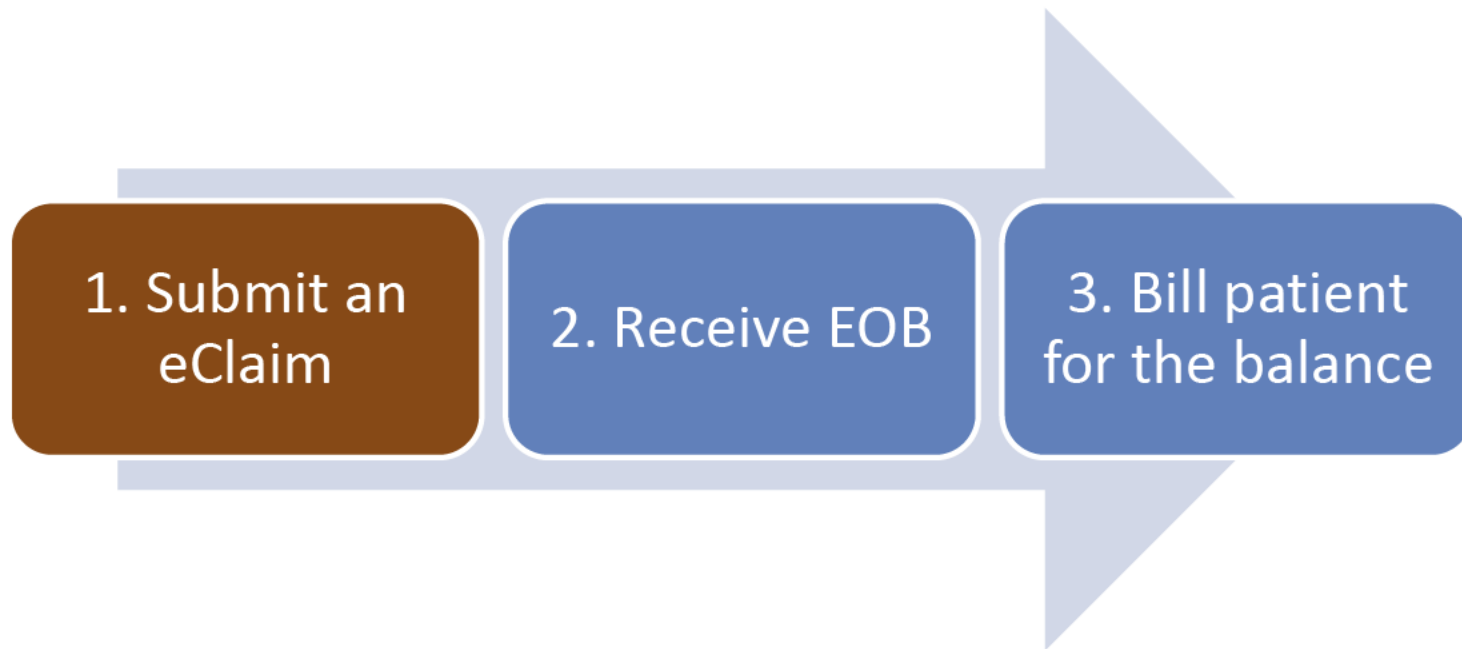 1. Submit an
eClaim
2. Receive EOB
3. Bill patient
for the balance